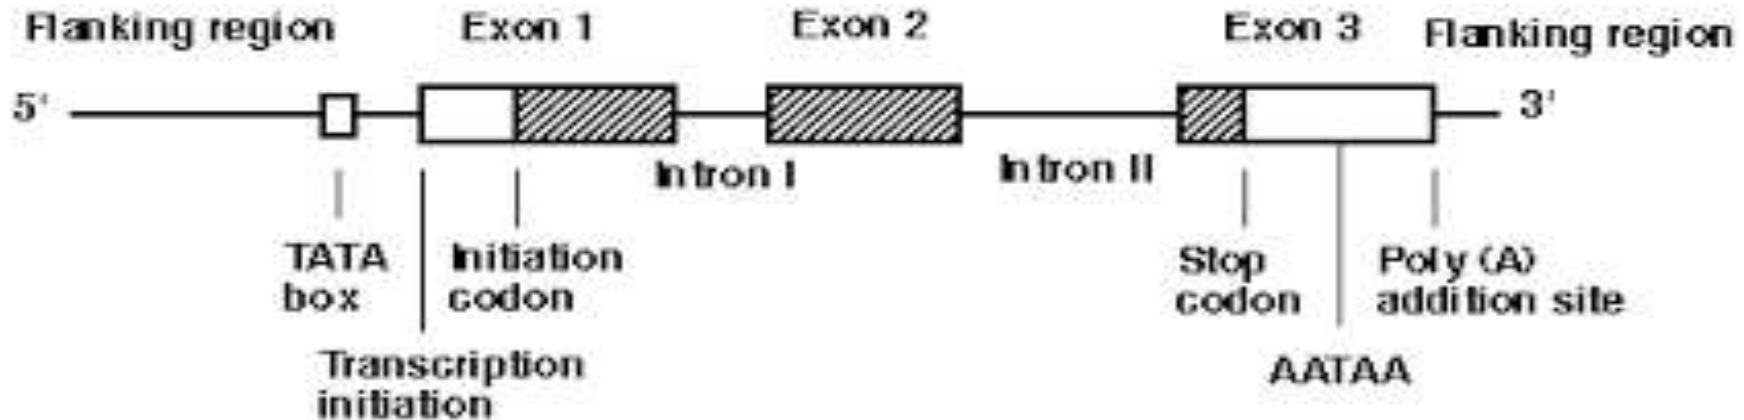 Flanking region Exon 1 Exon 2 Exon 3 Flanking region
5' 3'
Intron I Intron II
TATA box
Initiation codon
Stop codon
Poly (A) addition site
Transcription initiation
AATAA